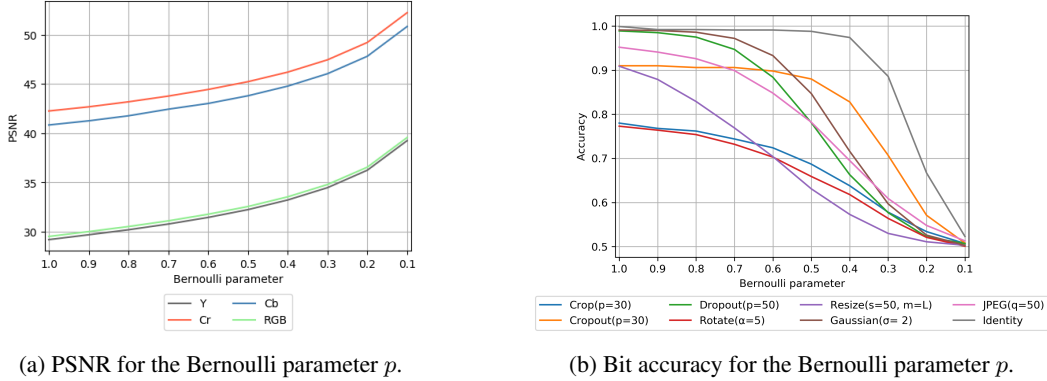 50
45
40
35
30
PSNR
1.0 0.9 0.8 0.7 0.6 0.5 0.4 0.3 0.2 0.1
Bernoulli parameter
Y Cb
Cr RGB
(a) PSNR for the Bernoulli parameter p.
1.0
0.9
0.8
0.7
0.6
0.5
Accuracy
1.0 0.9 0.8 0.7 0.6 0.5 0.4 0.3 0.2 0.1
Bernoulli parameter
Crop(p=30) Dropout(p=50) Resize(s=50, m=L) JPEG(q=50)
Cropout(p=30) Rotate(α=5) Gaussian(σ= 2) Identity
(b) Bit accuracy for the Bernoulli parameter p.